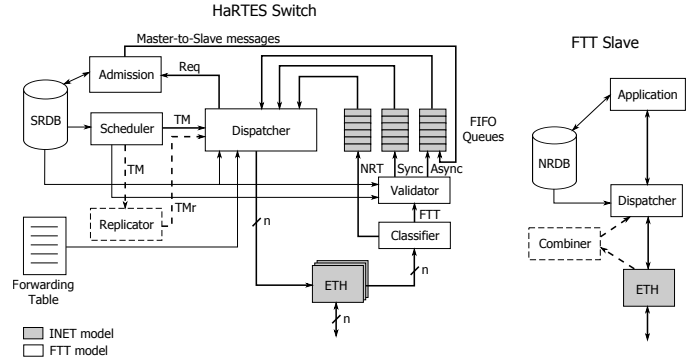 HaRTES Switch
FTT Slave
Master-to-Slave messages
Admission
Req
SRDB
Scheduler
TM
Dispatcher
FIFO
Queues
TM
NRT
Sync
Async
Validator
Replicator
TMr
FTT
Classifier
n
n
Forwarding
Table
ETH
n
INET model
FTT model
Application
NRDB
Dispatcher
Combiner
ETH